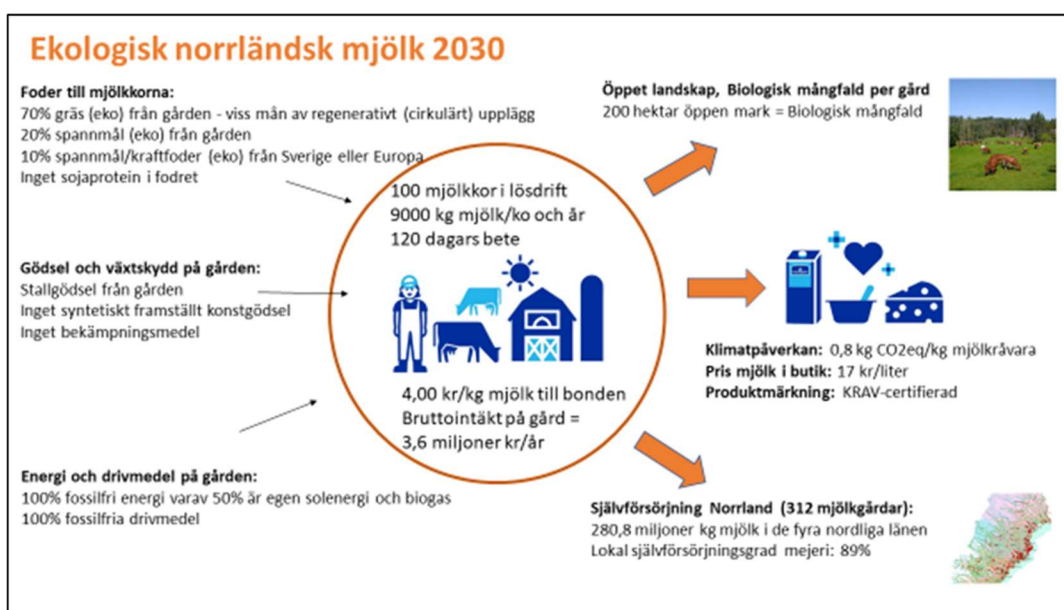 Ekologisk norrländsk mjölk 2030
Foder till mjölkkorna:
70% gräs (eko) från gården - viss mån av regenerativt (cirkulärt) upplägg
20% spannmål (eko) från gården
10% spannmål/kraftfoder (eko) från Sverige eller Europa
Inget sojaprotein i fodret
Gödsel och växtskydd på gården:
Stallgödsel från gården
Inget syntetiskt framställt konstgödsel
Inget bekämpningsmedel
Energi och drivmedel på gården:
100% fossilfri energi varav 50% är egen solenergi och biogas
100% fossilfria drivmedel
100 mjölkkor i lösdrift
9000 kg mjölk/ko och år
120 dagars bete
4,00 kr/kg mjölk till bonden
Bruttointäkt på gård =
3,6 miljoner kr/år
Öppet landskap, Biologisk mångfald per gård
200 hektar öppen mark = Biologisk mångfald
Klimatpåverkan: 0,8 kg CO2eq/kg mjölkråvara
Pris mjölk i butik: 17 kr/liter
Produktmärkning: KRAV-certifierad
Självförsörjning Norrland (312 mjölkgårdar):
280,8 miljoner kg mjölk i de fyra nordliga länen
Lokal självförsörjningsgrad mejeri: 89%